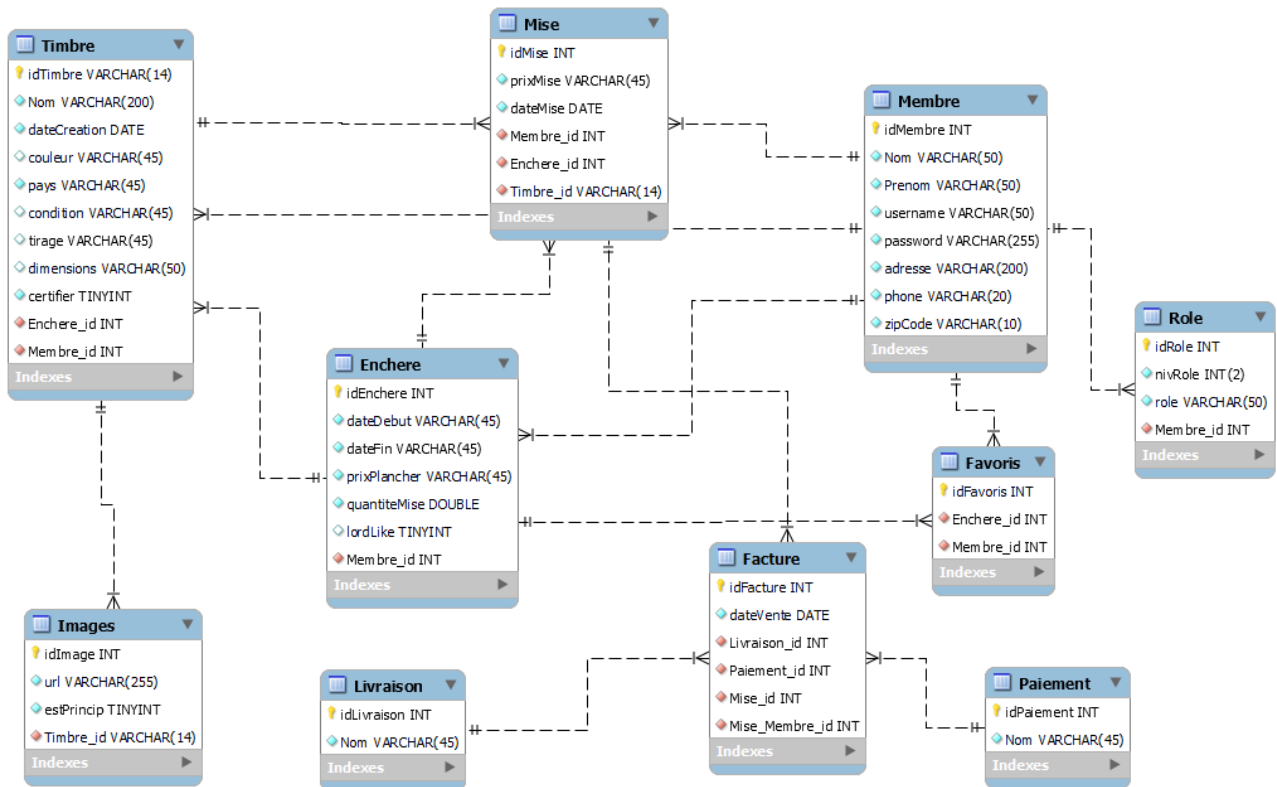 Timbre
idTimbre VARCHAR(14)
Nom VARCHAR(200)
dateCreation DATE
couleur VARCHAR(45)
pays VARCHAR(45)
condition VARCHAR(45)
tirage VARCHAR(45)
dimensions VARCHAR(50)
certifier TINYINT
Enchere_id INT
Membre_id INT
Indexes
Mise
idMise INT
prixMise VARCHAR(45)
dateMise DATE
Membre_id INT
Enchere_id INT
Timbre_id VARCHAR(14)
Indexes
Membre
idMembre INT
Nom VARCHAR(50)
Prenom VARCHAR(50)
username VARCHAR(50)
password VARCHAR(255)
adresse VARCHAR(200)
phone VARCHAR(20)
zipCode VARCHAR(10)
Indexes
Role
idRole INT
nivRole INT(2)
role VARCHAR(50)
Membre_id INT
Indexes
Enchere
idEnchere INT
dateDebut VARCHAR(45)
dateFin VARCHAR(45)
prixPlancher VARCHAR(45)
quantiteMise DOUBLE
lordLike TINYINT
Membre_id INT
Indexes
Favoris
idFavoris INT
Enchere_id INT
Membre_id INT
Indexes
Facture
idFacture INT
dateVente DATE
Livraison_id INT
Paiement_id INT
Mise_id INT
Mise_Membre_id INT
Indexes
Images
idImage INT
url VARCHAR(255)
estPrincip TINYINT
Timbre_id VARCHAR(14)
Indexes
Livraison
idLivraison INT
Nom VARCHAR(45)
Indexes
Paiement
idPaiement INT
Nom VARCHAR(45)
Indexes